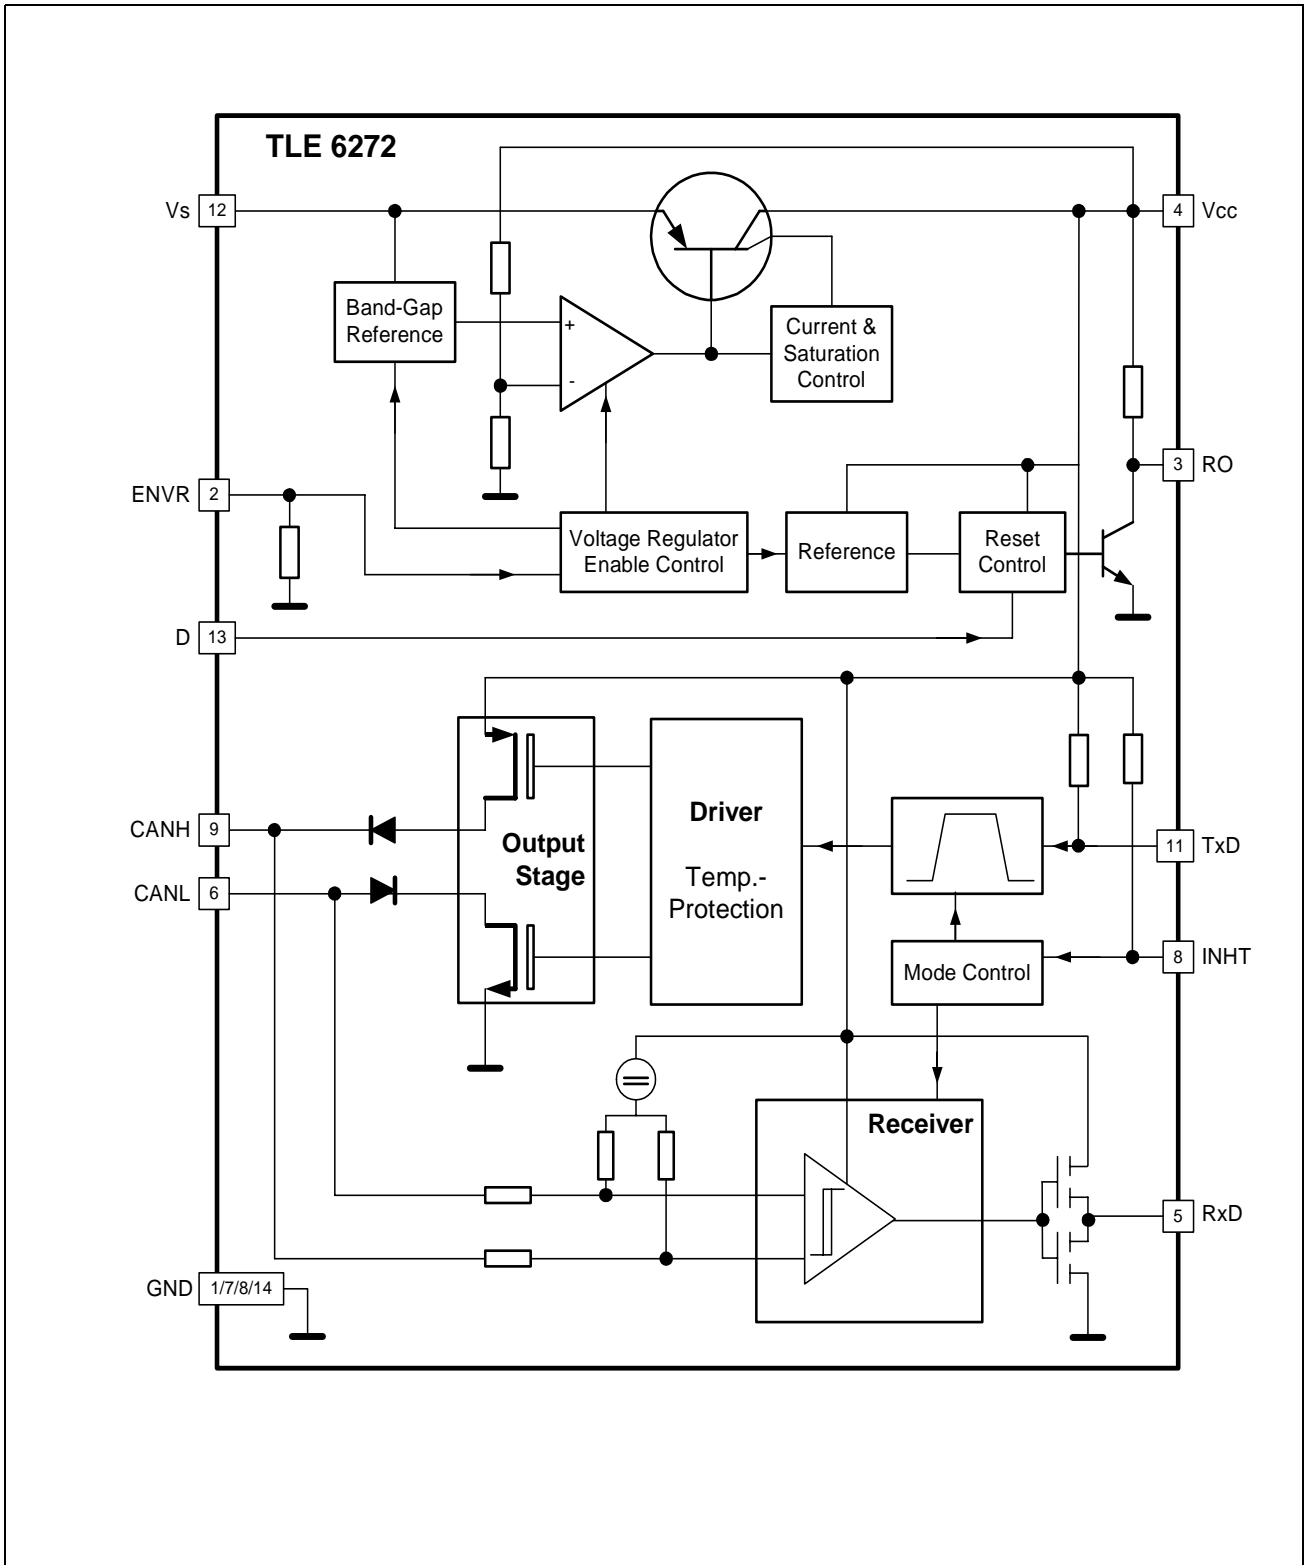 TLE 6272
Vs
12
4
Vcc
Band-Gap
Reference
+
-
Current &
Saturation
Control
ENVR
2
3
RO
Voltage Regulator
Enable Control
Reference
Reset
Control
D
13
CANH
9
CANL
6
Output
Stage
Driver
Temp.-
Protection
11
TxD
8
INHT
Mode Control
Receiver
5
RxD
GND
1/7/8/14